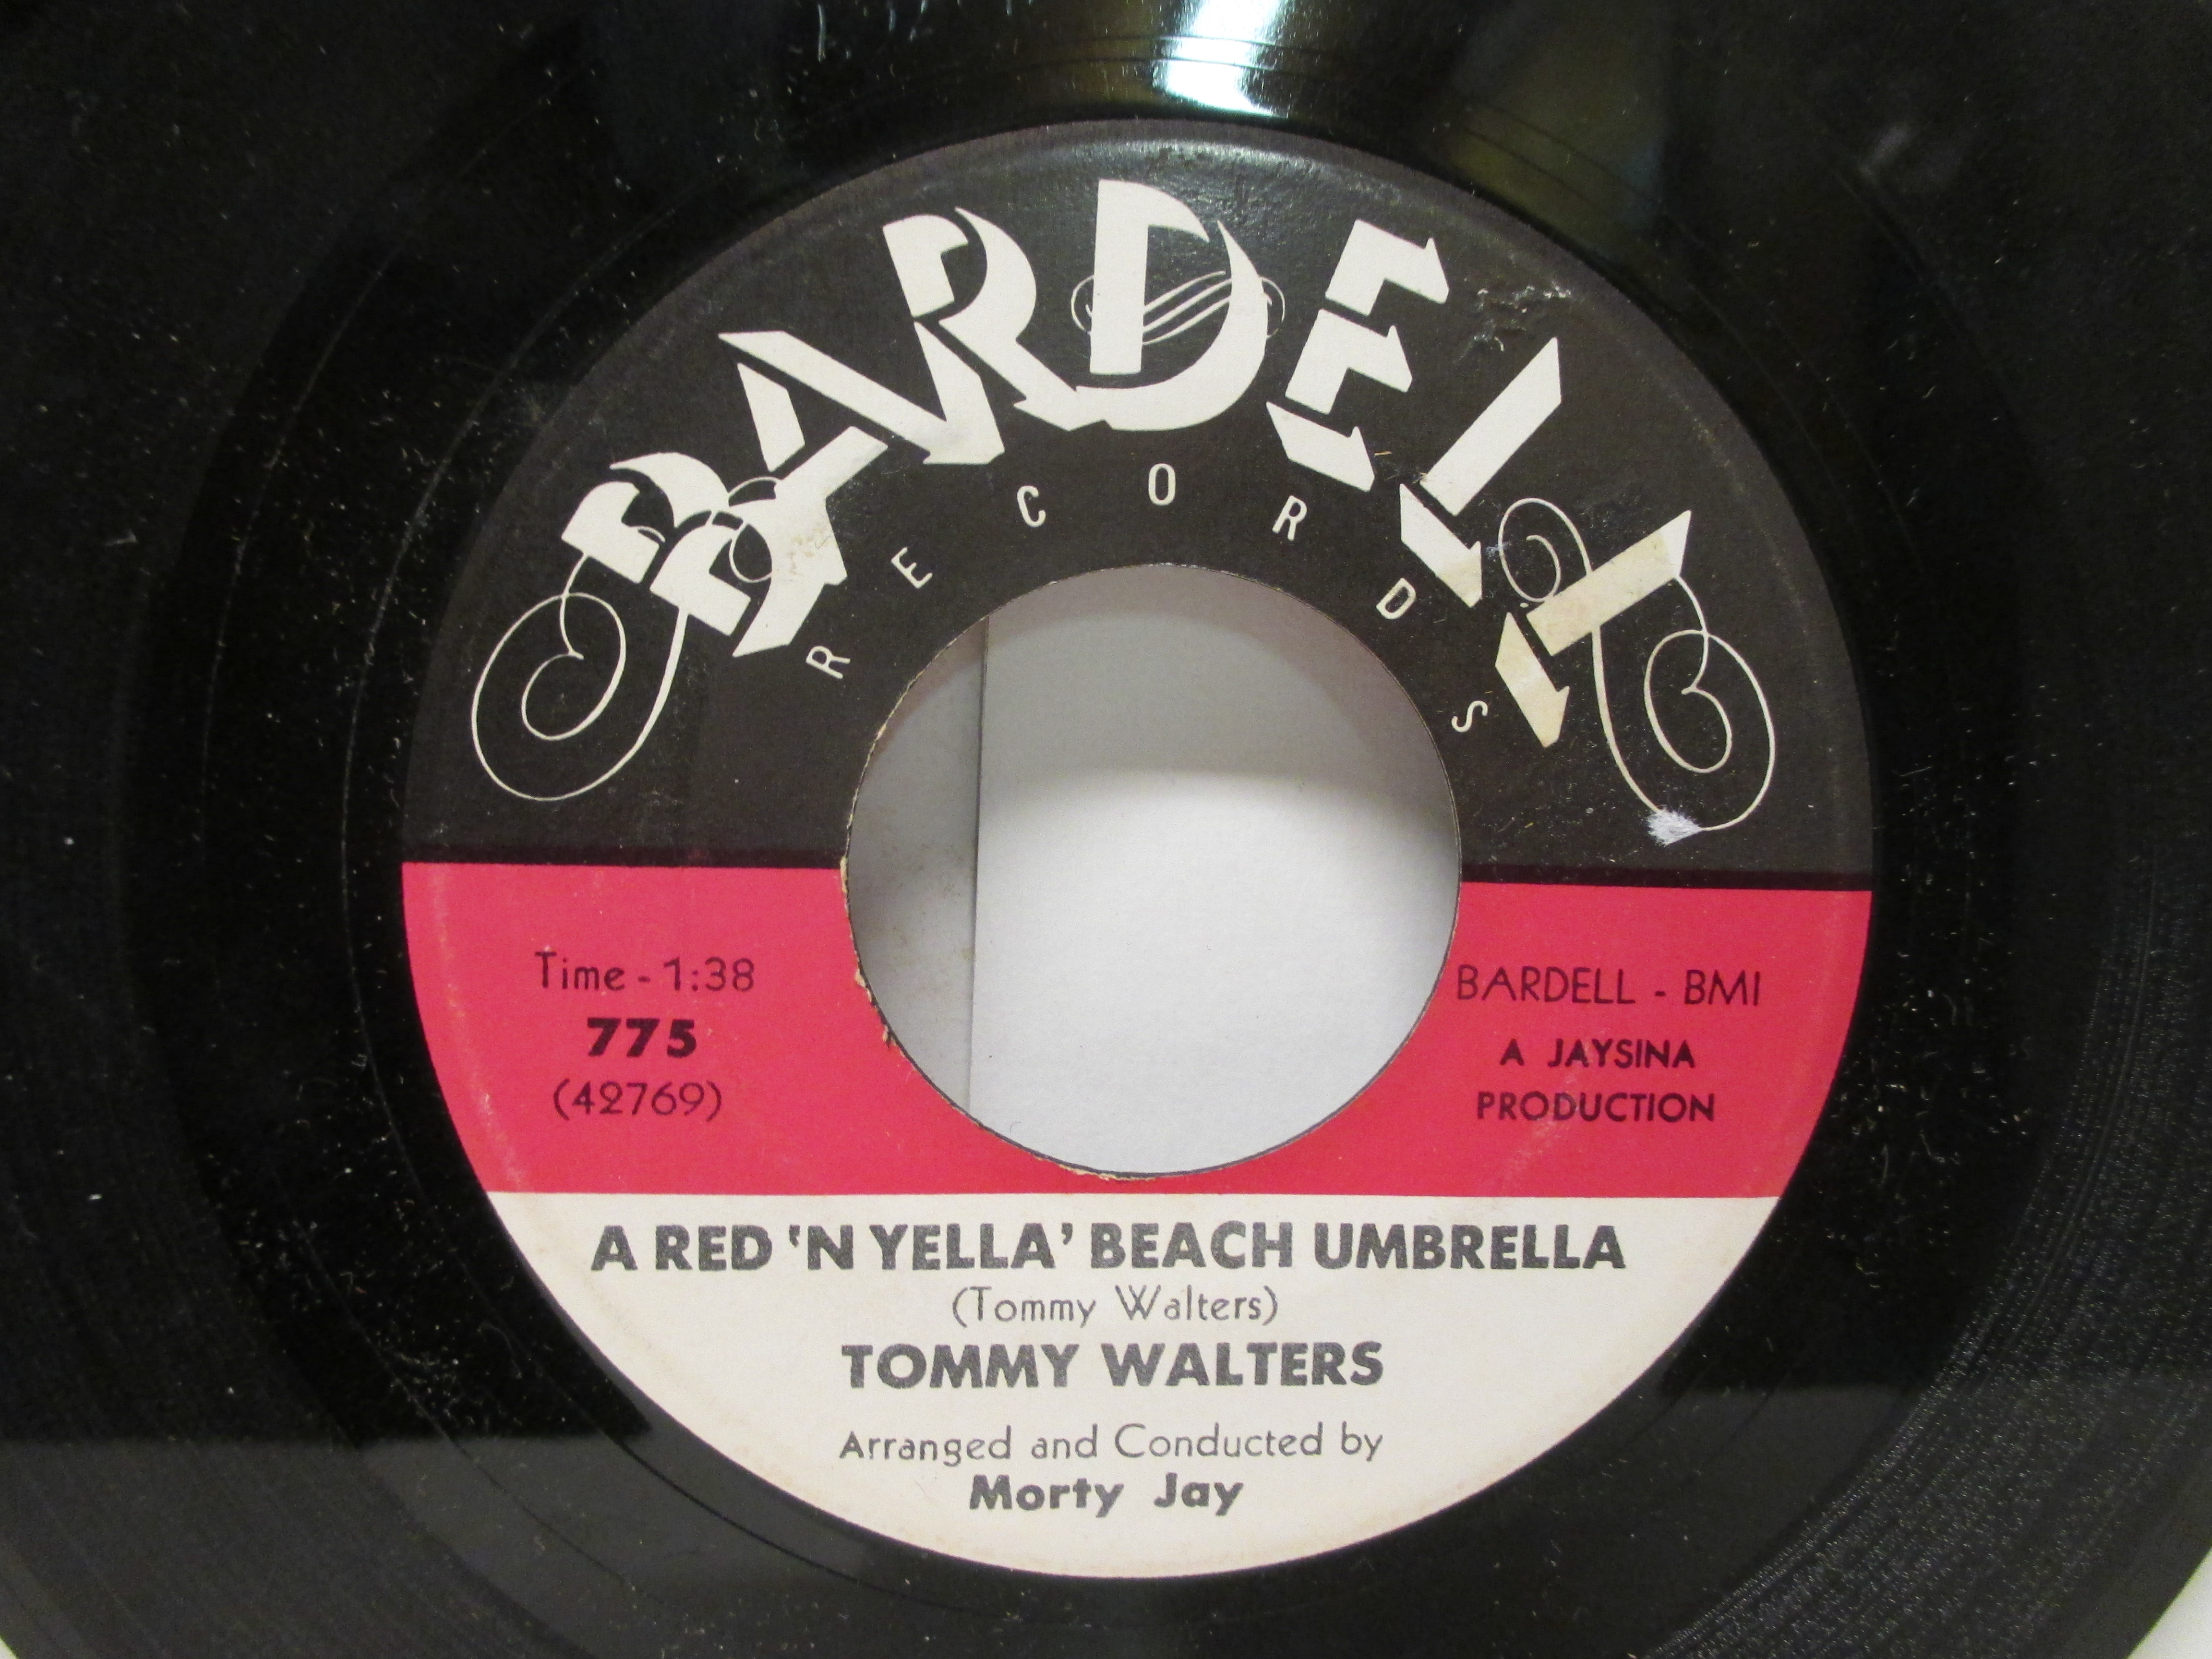 BARDELL
RECORDS
Time - 1:38
775
(42769)
BARDELL - BMI
A JAYSINA
PRODUCTION
A RED ‘N YELLA’ BEACH UMBRELLA
(Tommy Walters)
TOMMY WALTERS
Arranged and Conducted by
Morty Jay